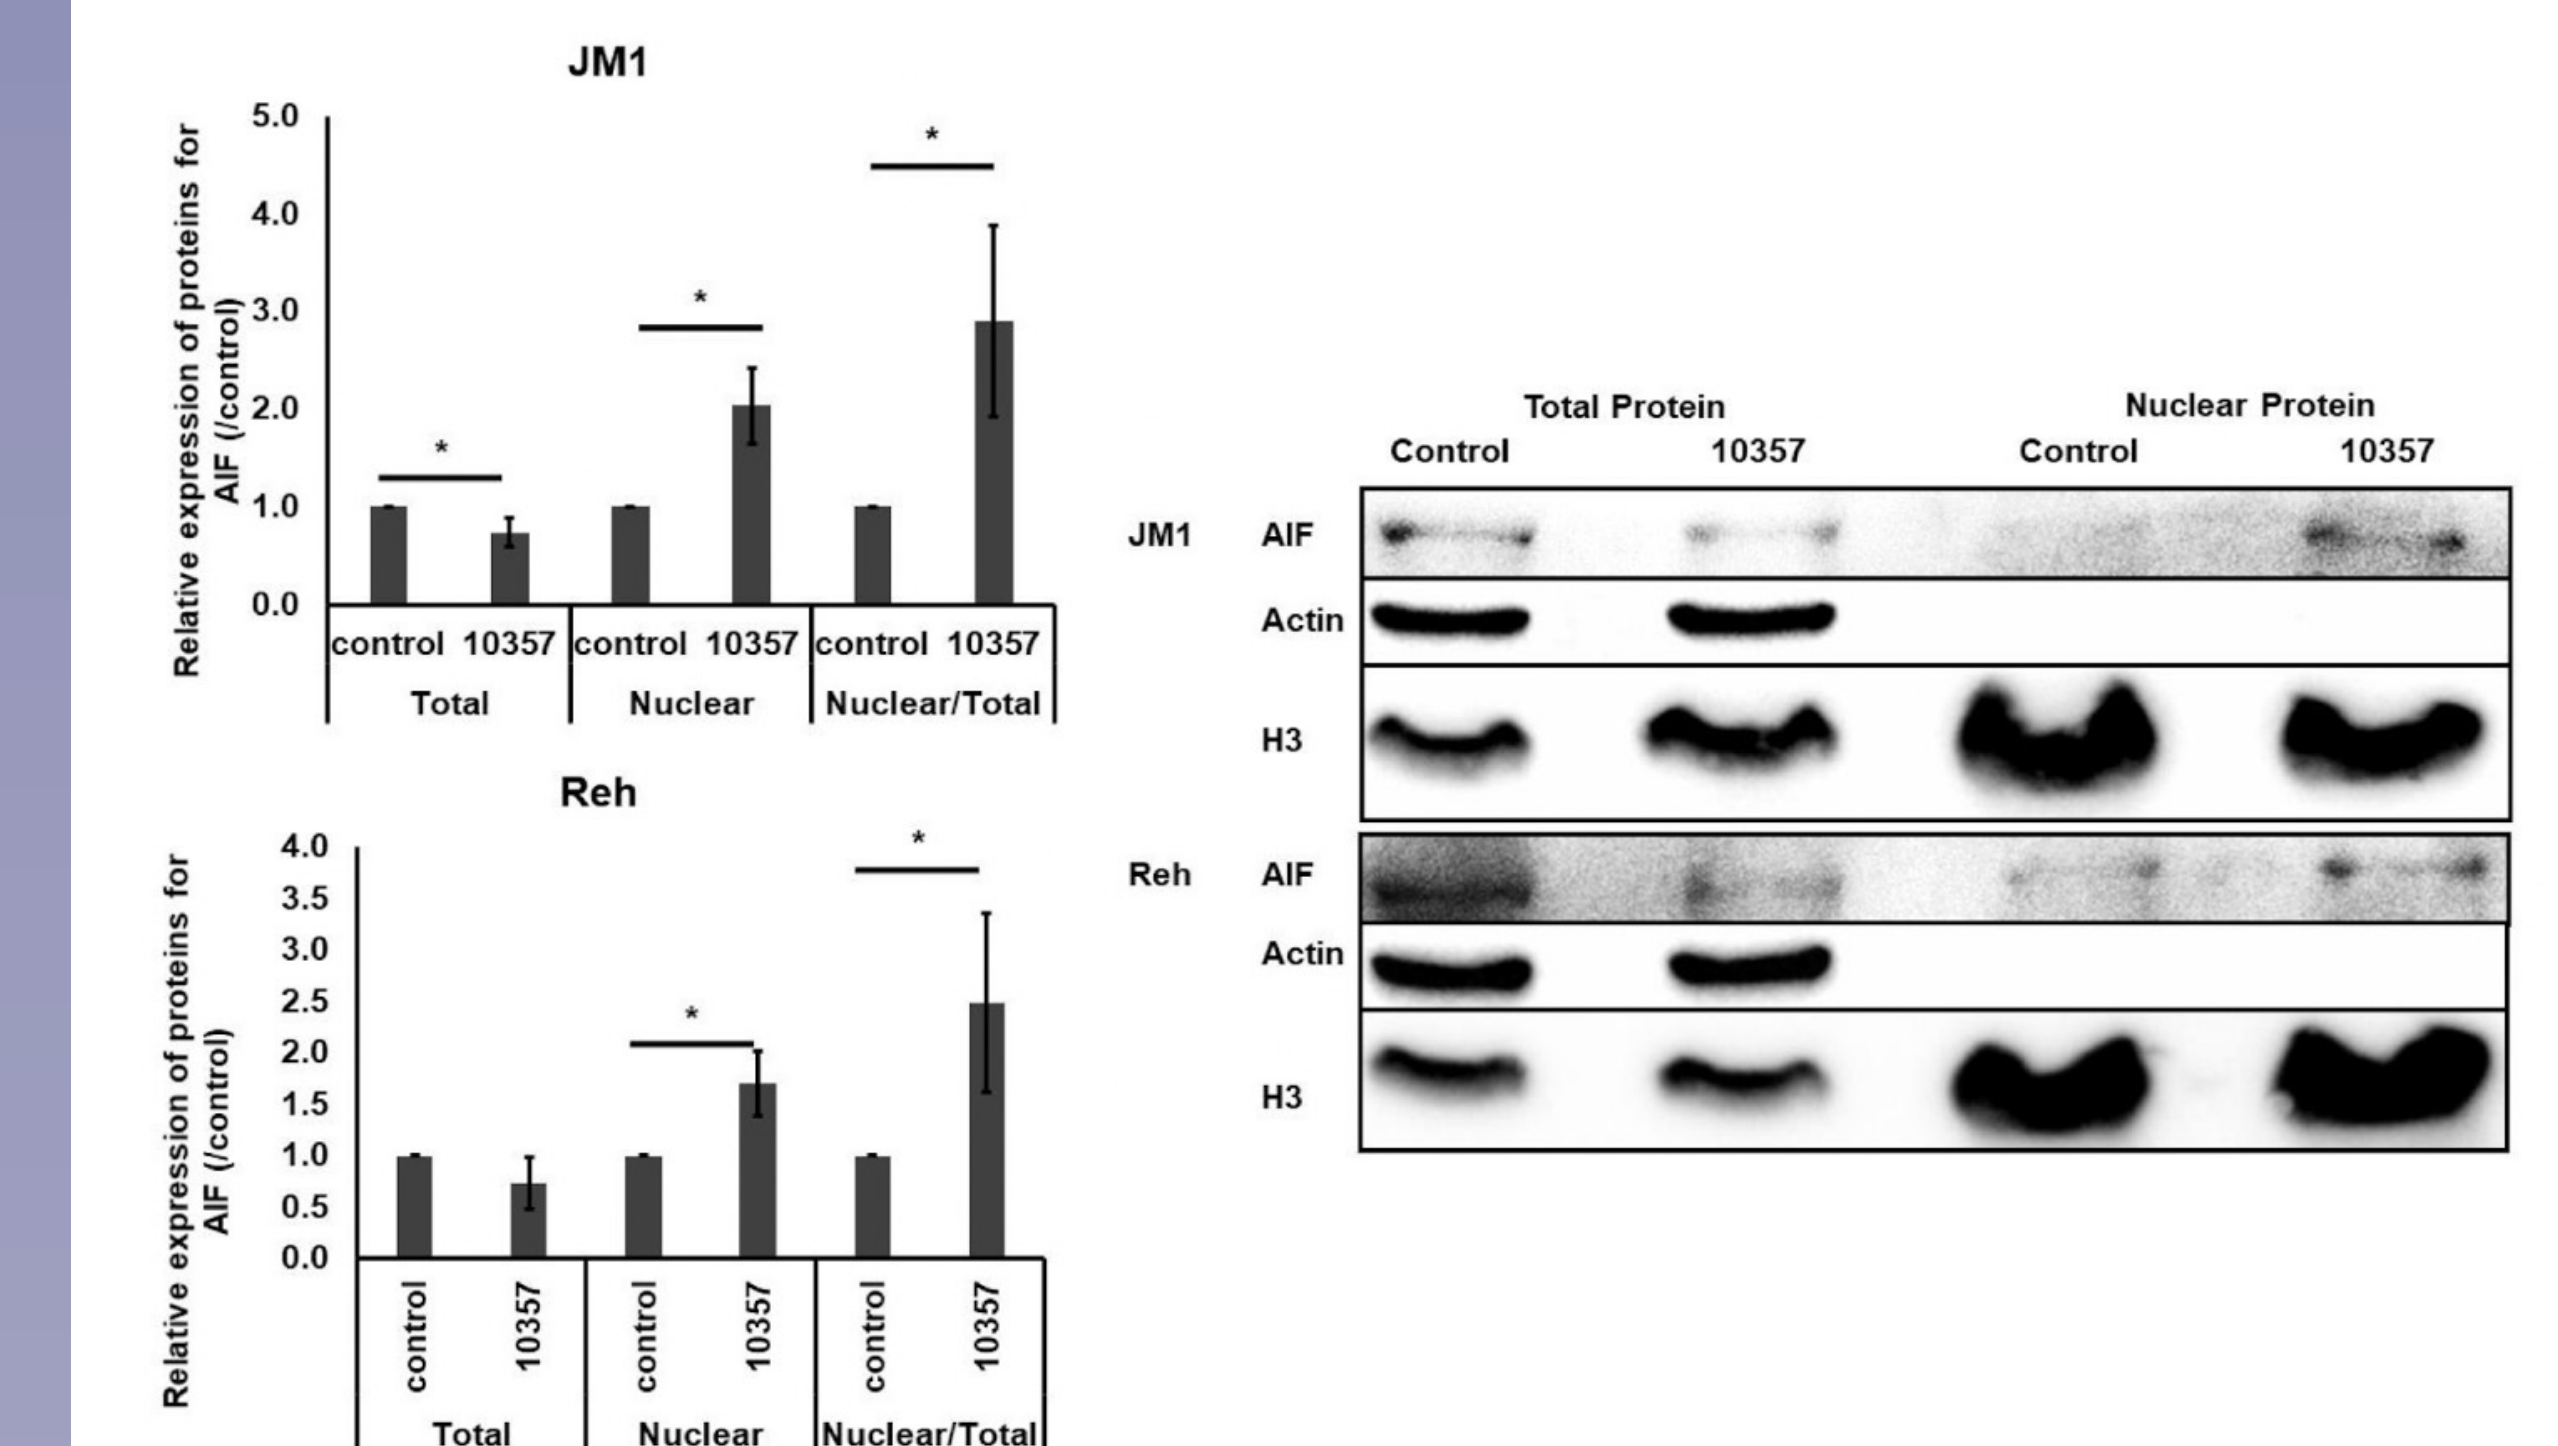 JM1
Relative expression of proteins for
AIF (/control)
5.0
4.0
3.0
2.0
1.0
0.0
*
*
*
control 10357 control 10357 control 10357
Total Nuclear Nuclear/Total
Reh
Relative expression of proteins for
AIF (/control)
4.0
3.5
3.0
2.5
2.0
1.5
1.0
0.5
0.0
*
*
control 10357 control 10357 control 10357
Total Nuclear Nuclear/Total
Total Protein Nuclear Protein
Control 10357 Control 10357
JM1 AIF
Actin
H3
Reh AIF
Actin
H3